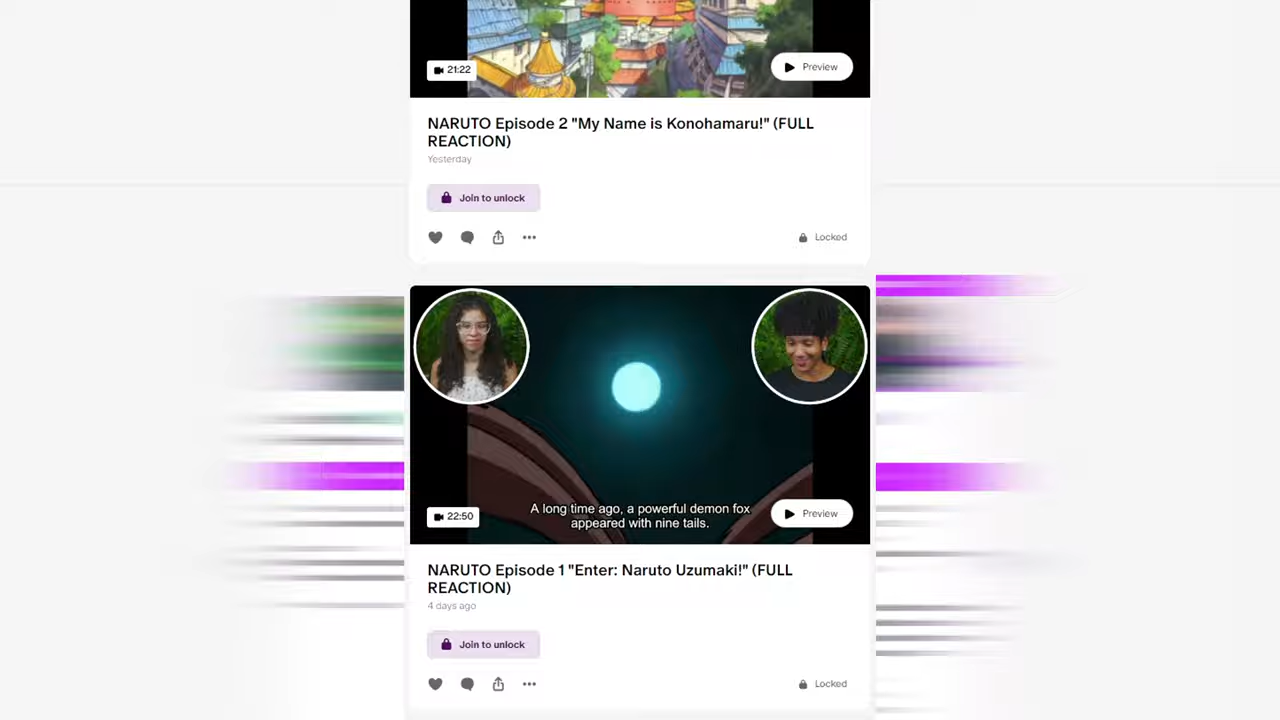 21:22
Preview
NARUTO Episode 2 "My Name is Konohamaru!" (FULL
REACTION)
Yesterday
Join to unlock
Locked
A long time ago, a powerful demon fox
appeared with nine tails.
22:50
Preview
NARUTO Episode 1 "Enter: Naruto Uzumaki!" (FULL
REACTION)
4 days ago
Join to unlock
Locked